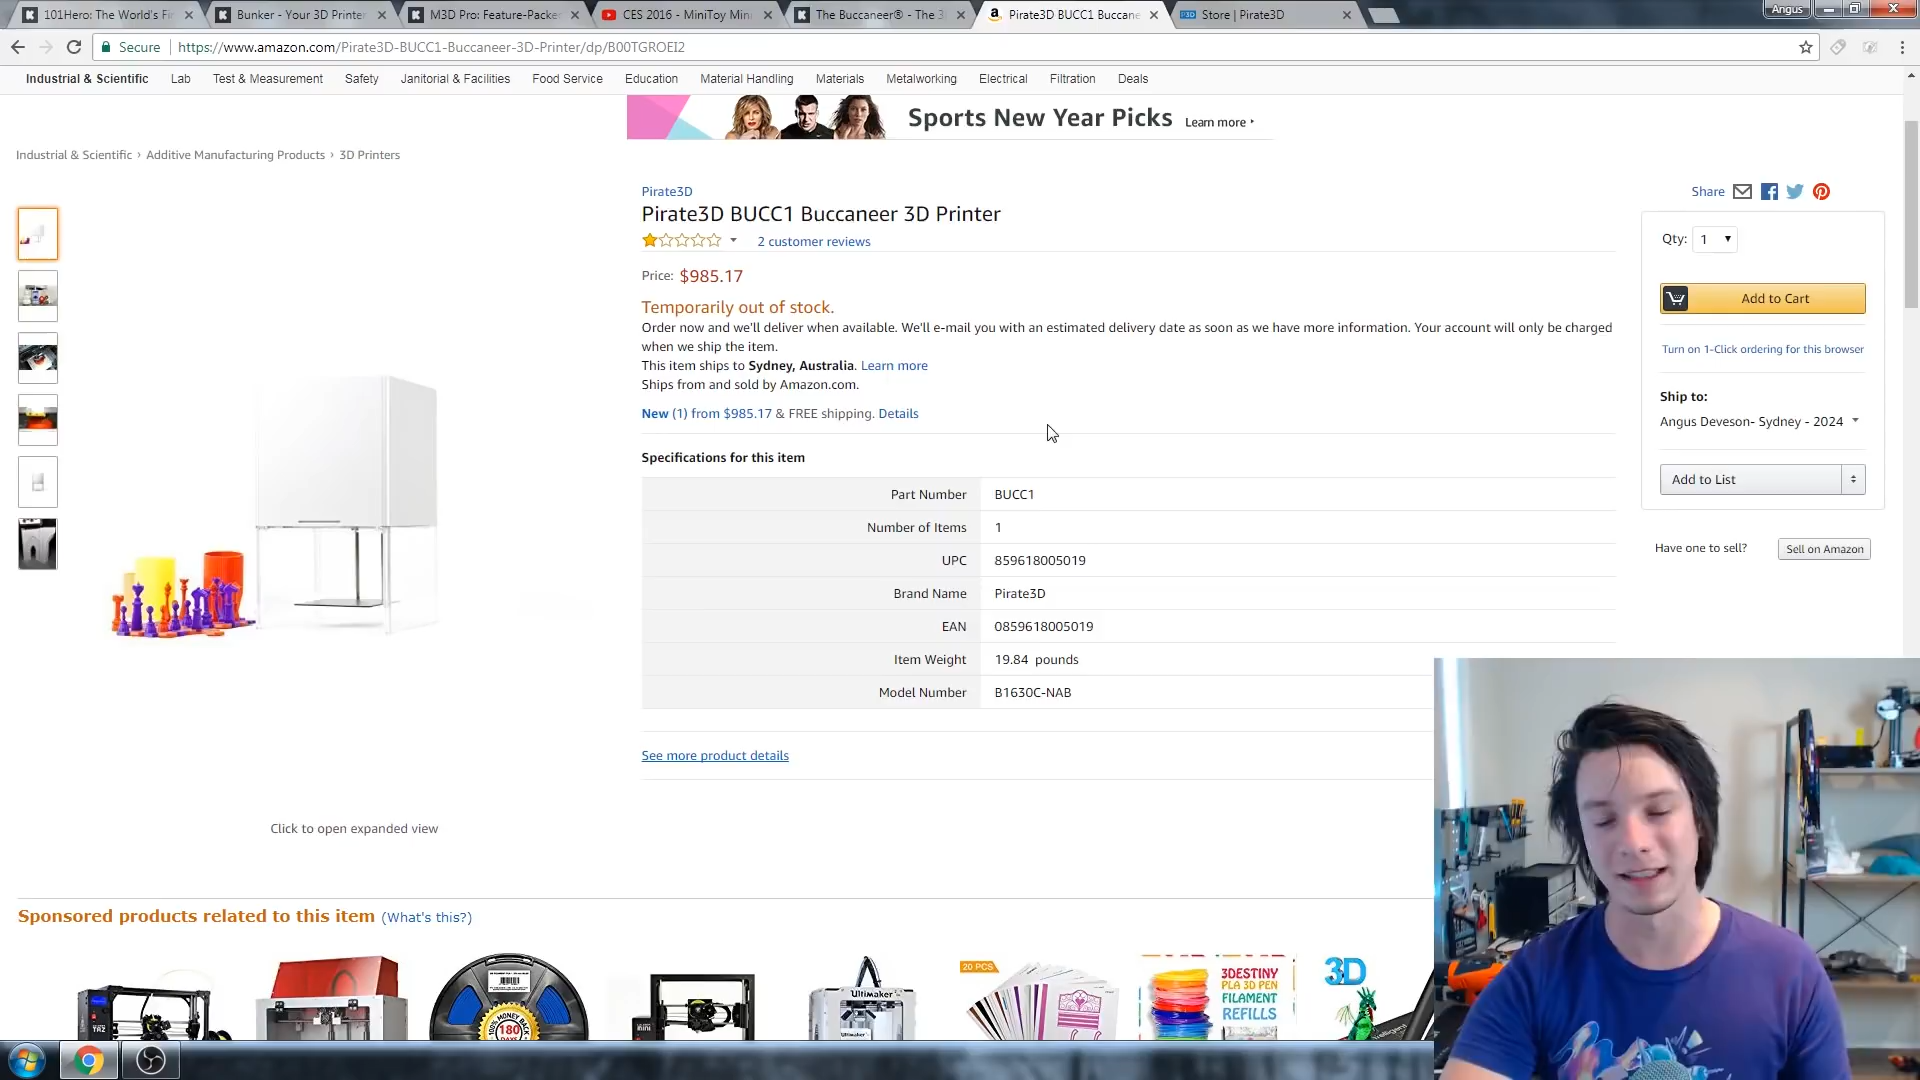 101Hero: The World's Fi
Bunker - Your 3D Printe
M3D Pro: Feature-Packe
CES 2016 - MiniToy Mini
The Buccaneer® - The 3
Pirate3D BUCC1 Buccane
Store | Pirate3D
Angus
Secure
https://www.amazon.com/Pirate3D-BUCC1-Buccaneer-3D-Printer/dp/B00TGROEI2
Industrial & Scientific
Lab
Test & Measurement
Safety
Janitorial & Facilities
Food Service
Education
Material Handling
Materials
Metalworking
Electrical
Filtration
Deals
Sports New Year Picks
Learn more
Industrial & Scientific › Additive Manufacturing Products › 3D Printers
Pirate3D
Pirate3D BUCC1 Buccaneer 3D Printer
2 customer reviews
Price: $985.17
Temporarily out of stock.
Order now and we'll deliver when available. We'll e-mail you with an estimated delivery date as soon as we have more information. Your account will only be charged
when we ship the item.
This item ships to Sydney, Australia. Learn more
Ships from and sold by Amazon.com.
New (1) from $985.17 & FREE shipping. Details
Specifications for this item
Part Number BUCC1
Number of Items 1
UPC 859618005019
Brand Name Pirate3D
EAN 0859618005019
Item Weight 19.84 pounds
Model Number B1630C-NAB
See more product details
Click to open expanded view
Share
Qty: 1
Add to Cart
Turn on 1-Click ordering for this browser
Ship to:
Angus Deveson- Sydney - 2024
Add to List
Have one to sell?
Sell on Amazon
Sponsored products related to this item (What's this?)
TAZ
180
DAYS
MINI
Ultimaker
20 PCS
3DESTINY
PLA 3D PEN
FILAMENT
REFILLS
3D